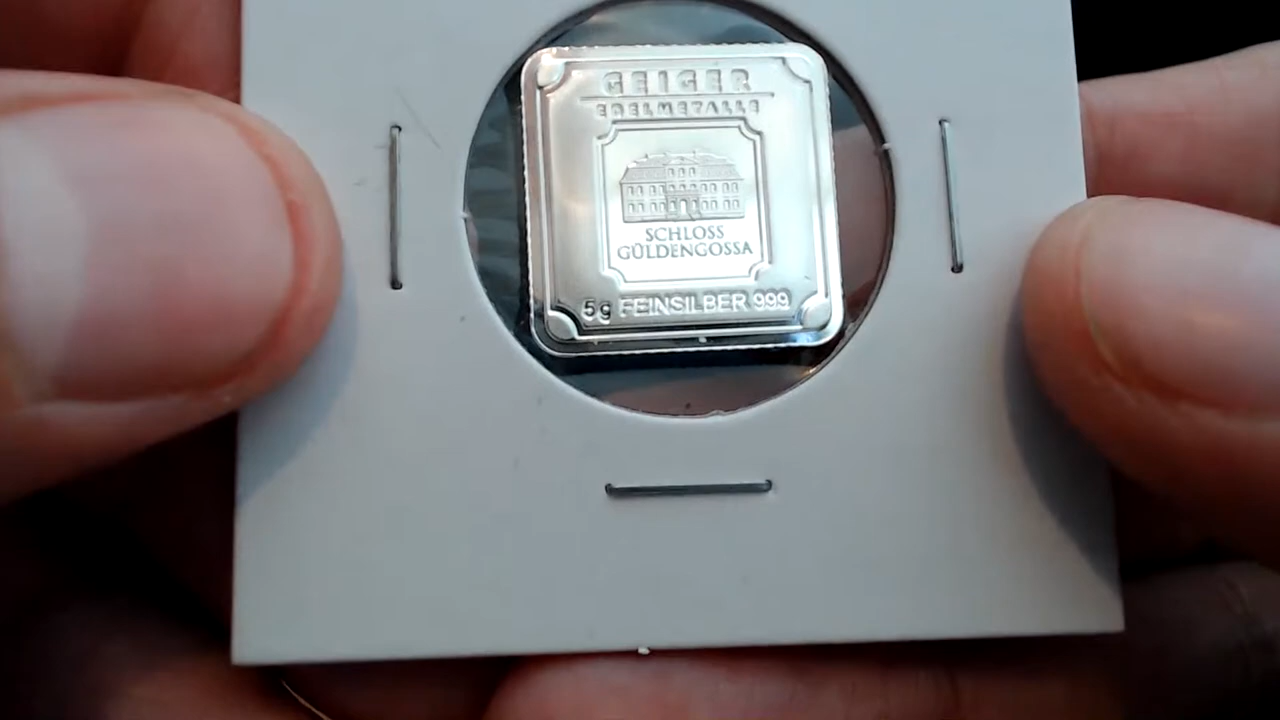 GEIGER
EDELMETALLE
SCHLOSS
GÜLDENGOSSA
5g FEINSILBER 999